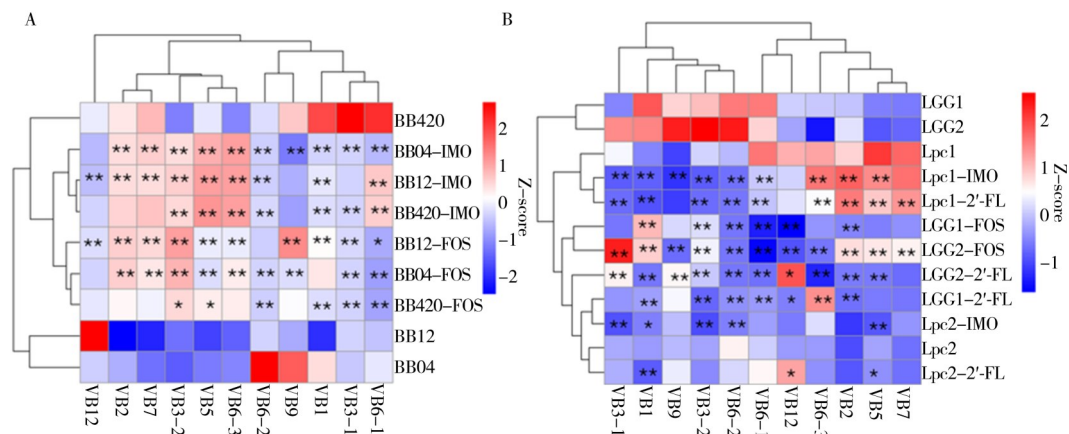 A
BB420
BB04-IMO
BB12-IMO
BB420-IMO
BB12-FOS
BB04-FOS
BB420-FOS
BB12
BB04
** ** ** ** ** ** ** ** ** **
** ** ** ** ** ** ** ** **
** ** ** ** ** ** **
** ** ** ** ** ** ** ** ** *
** ** ** ** ** ** ** ** **
* * ** ** ** **
VB12 VB2 VB7 VB3-2 VB5 VB6-3 VB6-2 VB9 VB1 VB3-1 VB6-1
2
1
0
-1
-2
Z-score
B
LGG1
LGG2
Lpc1
Lpc1-IMO
Lpc1-2'-FL
LGG1-FOS
LGG2-FOS
LGG2-2'-FL
LGG1-2'-FL
Lpc2-IMO
Lpc2
Lpc2-2'-FL
** ** ** ** ** ** ** ** **
** ** ** ** ** ** ** ** **
** ** ** ** ** **
** ** ** ** ** ** ** ** ** ** **
** ** ** ** ** ** * ** ** **
** ** ** ** * ** **
** * ** ** **
** * *
VB3-1 VB1 VB9 VB3-2 VB6-2 VB12 VB2 VB5 VB7
2
1
0
-1
Z-score